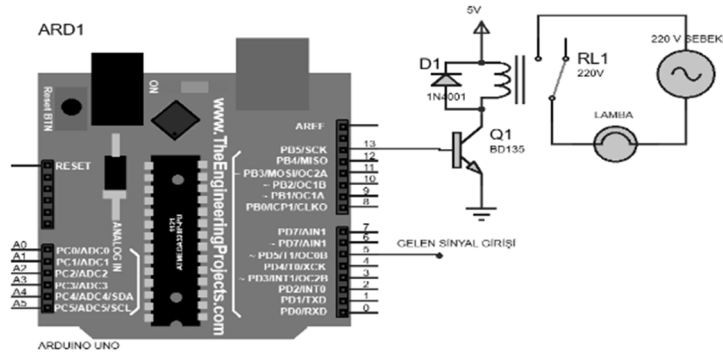 ARD1
Reset BTN
ON
RESET
ANALOG IN
www.TheEngineeringProjects.com
AREF
PB5/SCK 13
PB4/MISO 12
~ PB3/MOSI/OC2A 11
~ PB2/OC1B 10
~ PB1/OC1A 9
PB0/ICP1/CLKO 8
PD7/AIN1 7
~ PD7/AIN1 6
~ PD5/T1/OC0B 5
PD4/T0/XCK 4
~ PD3/INT1/OC2B 3
PD2/INT0 2
PD1/TXD 1
PD0/RXD 0
A0 PC0/ADC0
A1 PC1/ADC1
A2 PC2/ADC2
A3 PC3/ADC3
A4 PC4/ADC4/SDA
A5 PC5/ADC5/SCL
ARDUINO UNO
5V
D1
1N4001
Q1
BD135
RL1
220V
220 V SEBEK
LAMBA
GELEN SİNYAL GİRİŞİ